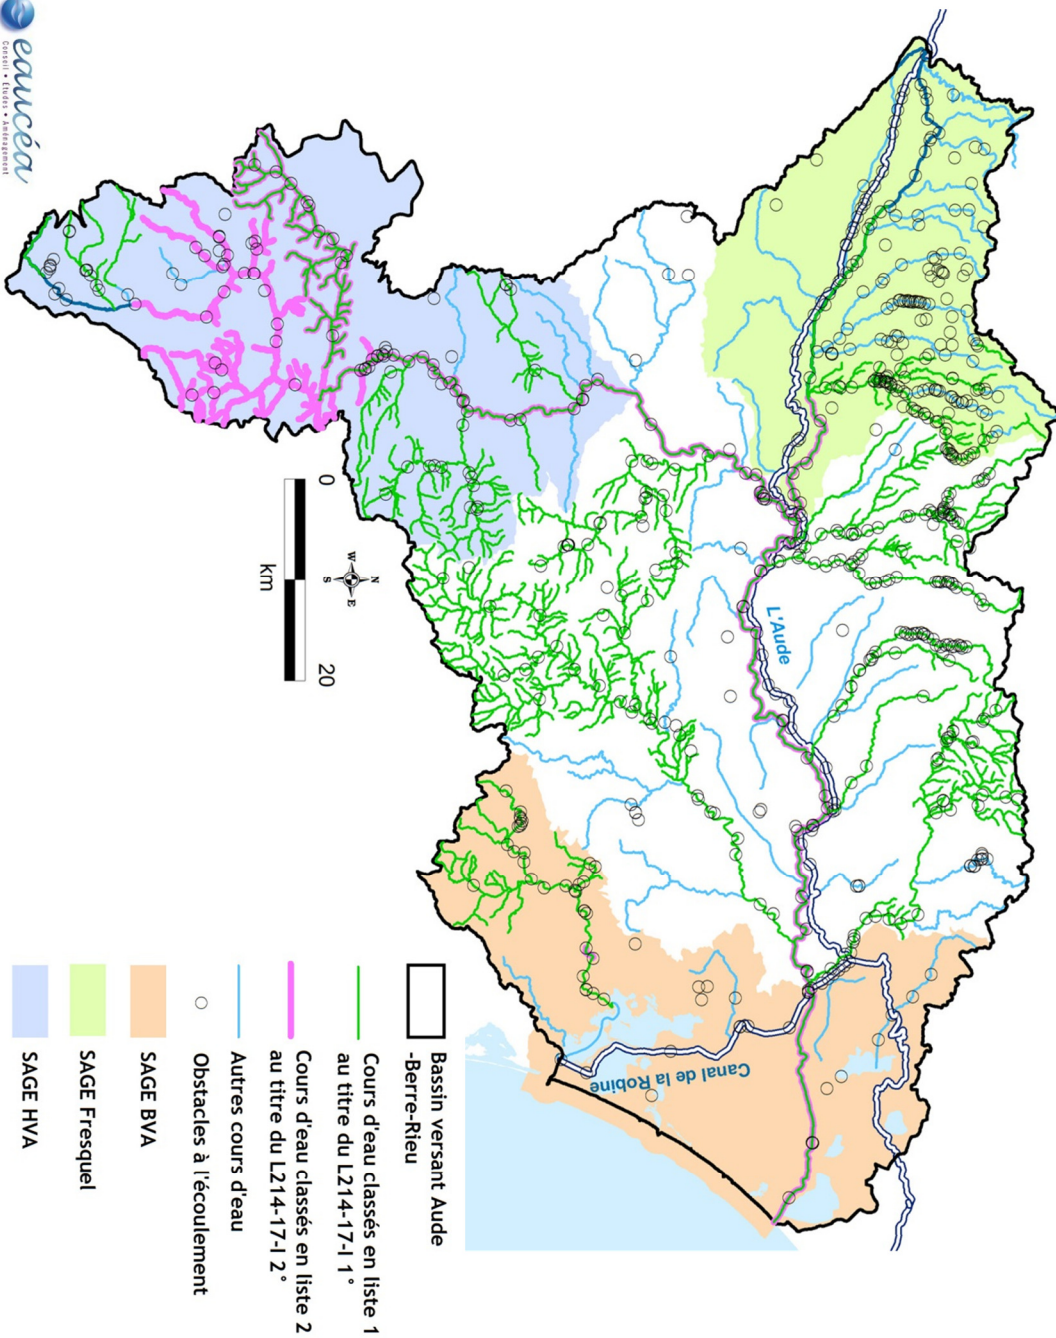 eaucéa
Conseil • Études • Aménagement
L'Aude
Canal de la Robine
N
W
E
S
0
20
km
Bassin versant Aude
-Berre-Rieu
Cours d'eau classés en liste 1
au titre du L214-17-I 1°
Cours d'eau classés en liste 2
au titre du L214-17-I 2°
Autres cours d'eau
Obstacles à l'écoulement
SAGE BVA
SAGE Fresquel
SAGE HVA